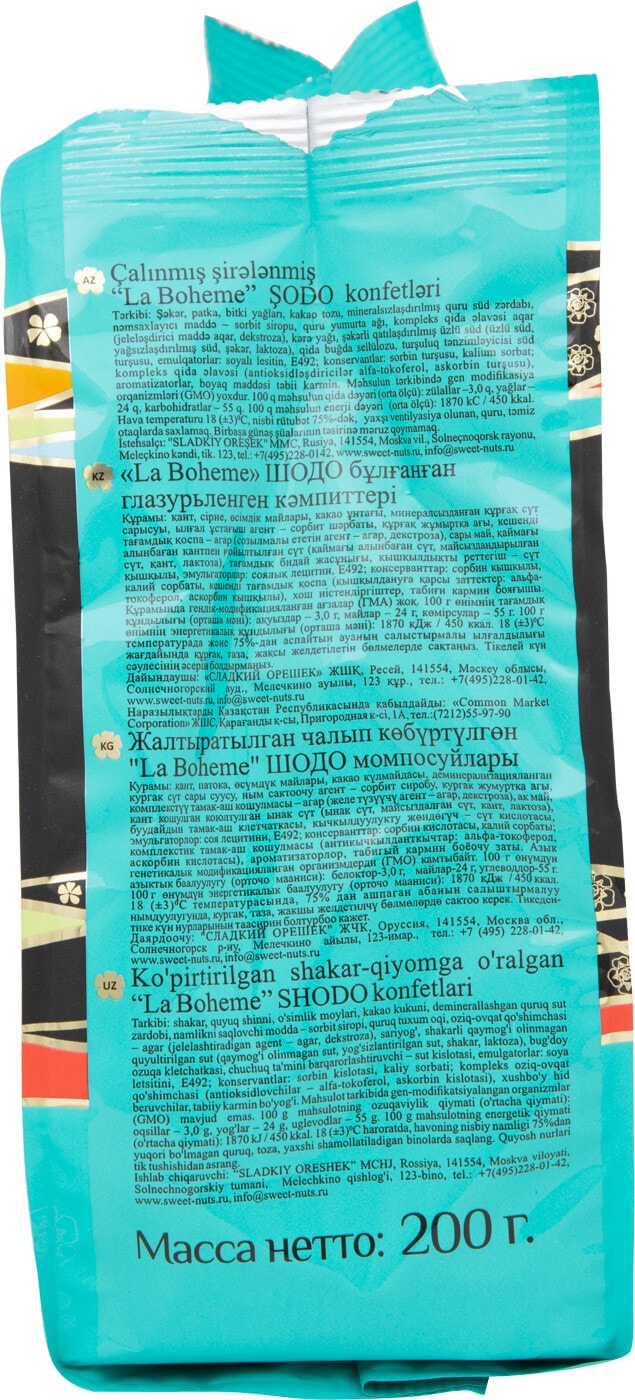 AZ
Çalınmış şirələnmiş
“La Boheme” ŞODO konfetləri
Tərkibi: Şəkər, patka, bitki yağları, kakao tozu, mineralsızlaşdırılmış quru süd zərdabı,
nəmsaxlayıcı maddə – sorbit siropu, quru yumurta ağı, kompleks qida əlavəsi aqar
(jeleləşdirici maddə aqar, dekstroza), kərə yağı, şəkərli qatılaşdırılmış üzlü süd (üzlü süd,
yağsızlaşdırılmış süd, şəkər, laktoza), qida buğda sellülozu, turşuluq tənzimləyicisi süd
turşusu, emulqatorlar: soyalı lesitin, E492; konservantlar: sorbin turşusu, kalium sorbat;
kompleks qida əlavəsi (antioksidləşdiricilər alfa-tokoferol, askorbin turşusu),
aromatizatorlar, boyaq maddəsi təbii karmin. Məhsulun tərkibində gen modifikasiya
orqanizmləri (GMO) yoxdur. 100 q məhsulun qida dəyəri (orta ölçü): zülallar –3,0 q, yağlar–
24 q, karbohidratlar – 55 q. 100 q məhsulun enerji dəyəri (orta ölçü): 1870 kC / 450 kkal.
Hava temperaturu 18 (±3)ºC, nisbi rütubət 75%-dək, yaxşı ventilyasiya olunan, quru, təmiz
otaqlarda saxlamaq. Birbaşa günəş şüalarının təsirinə məruz qoymamaq.
İstehsalçı: "SLADKİY OREŞEK" MMC, Rusiya, 141554, Moskva vil., Solneçnoqorsk rayonu,
Meleçkino kəndi, tik. 123, tel.:+7(495)228-0142, www.sweet-nuts.ru, info@sweet-nuts.ru
KZ
«La Boheme» ШОДО бұлғанған
глазурьленген кәмпиттері
Құрамы: қант, сірне, өсімдік майлары, какао ұнтағы, минералсызданған құрғақ сүт
сарысуы, ылғал ұстағыш агент – сорбит шәрбаты, құрғақ жұмыртқа ағы, кешенді
тағамдық қоспа – агар (созылмалы ететін агент – агар, декстроза), сары май, қаймағы
алынбаған қантпен қойылтылған сүт (қаймағы алынбаған сүт, майсыздандырылған
сүт, қант, лактоза), тағамдық бидай жасұнығы, қышқылдықты реттегіш – сүт
қышқылы, эмульгаторлар: соялық лецитин, Е492; консерванттар: сорбин қышқылы,
калий сорбаты; кешенді тағамдық қоспа (қышқылдануға қарсы заттектер: альфа-
токоферол, аскорбин қышқылы), хош иістендіргіштер, табиғи кармин бояғышы.
Құрамында гендік-модификацияланған ағзалар (ГМА) жоқ. 100 г өнімнің тағамдық
құндылығы (орташа мәні): ақуыздар – 3,0 г, майлар – 24 г, көмірсулар – 55 г. 100 г
өнімнің энергетикалық құндылығы (орташа мәні): 1870 кДж / 450 ккал. 18 (±3)ºС
температурада және 75%-дан аспайтын ауаның салыстырмалы ылғалдылығы
жағдайында құрғақ, таза, жақсы желдетілетін бөлмелерде сақтаңыз. Тікелей күн
сәулесінің әсерін болдырмаңыз.
Дайындаушы: «СЛАДКИЙ ОРЕШЕК» ЖШК, Ресей, 141554, Мәскеу облысы,
Солнечногорский ауд., Мелечкино ауылы, 123 құр., тел.: +7(495)228-01-42,
www.sweet-nuts.ru, info@sweet-nuts.ru
Наразылықтарды Қазақстан Республикасында кабылдайды: «Common Market
Corporation» ЖШС, Қарағанды қ-сы, Пригородная к-сі, 1А, тел.:(7212)55-97-90
KG
Жалтыратылган чалып көбүртүлгөн
"La Boheme" ШОДО момпосуйлары
Курамы: кант, патока, өсүмдүк майлары, какао күлмайдасы, деминерализацияланган
кургак сүт сары суусу, ным сактоочу агент – сорбит сиробу, кургак жумуртка агы,
комплекстүү тамак-аш кошулмасы – агар (желе түзүүчү агент – агар, декстроза), ак май,
кант кошулган коютулган ынак сүт (ынак сүт, майсыздалган сүт, кант, лактоза),
буудайдын тамак-аш клетчаткасы, кычкылдуулукту жөндөгүч – сүт кислотасы,
эмульгаторлор: соя лецитини, Е492; консерванттар: сорбин кислотасы, калий сорбаты;
комплекстик тамак-аш кошулмасы (антикычкылданткычтар: альфа-токоферол,
аскорбин кислотасы), ароматизаторлор, табигый кармин боёочу заты. Азык
генетикалык модификацияланган организмдерди (ГМО) камтыбайт. 100 г өнүмдүн
азыктык баалуулугу (орточо мааниси): белоктор-3,0 г, майлар-24 г, углеводдор-55 г.
100 г өнүмдүн энергетикалык баалуулугу (орточо мааниси): 1870 кДж / 450 ккал.
18 (±3)ºС температурасында, 75% дан ашпаган абанын салыштырмалуу
нымдуулугунда, кургак, таза, жакшы желдетилүүчү бөлмөлөрдө сактоо керек. Тикеден-
тике күн нурларынын таасирин болтурбоо кажет.
Даярдоочу: "СЛАДКИЙ ОРЕШЕК" ЖЧК, Оруссия, 141554, Москва обл.,
Солнечногорск р-ну, Мелечкино айылы, 123-имар., тел.: +7 (495) 228-01-42,
www.sweet-nuts.ru, info@sweet-nuts.ru
UZ
Ko'pirtirilgan shakar-qiyomga o'ralgan
“La Boheme” SHODO konfetlari
Tarkibi: shakar, quyuq shinni, o'simlik moylari, kakao kukuni, demineralashgan quruq sut
zardobi, namlikni saqlovchi modda – sorbit siropi, quruq tuxum oqi, oziq-ovqat qo'shimchasi
– agar (jelelashtiradigan agent – agar, dekstroza), sariyog', shakarli qaymog'i olinmagan
quyultirilgan sut (qaymog'i olinmagan sut, yog'sizlantirilgan sut, shakar, laktoza), bug'doy
ozuqa kletchatkasi, chuchuq ta'mini barqarorlashtiruvchi – sut kislotasi, emulgatorlar: soya
letsitini, E492; konservantlar: sorbin kislotasi, kaliy sorbati; kompleks oziq-ovqat
qo'shimchasi (antioksidlovchilar – alfa-tokoferol, askorbin kislotasi), xushbo'y hid
beruvchilar, tabiiy karmin bo'yog'i. Mahsulot tarkibida gen-modifikatsiyalangan organizmlar
(GMO) mavjud emas. 100 g mahsulotning ozuqaviylik qiymati (o'rtacha qiymati):
oqsillar – 3,0 g, yog'lar – 24 g, uglevodlar – 55 g. 100 g mahsulotning energetik qiymati
(o'rtacha qiymati): 1870 kJ / 450 kkal. 18 (±3)ºC haroratda, havoning nisbiy namligi 75%dan
yuqori bo'lmagan quruq, toza, yaxshi shamollatiladigan binolarda saqlang. Quyosh nurlari
tik tushishidan asrang.
Ishlab chiqaruvchi: "SLADKIY ORESHEK" MCHJ, Rossiya, 141554, Moskva viloyati,
Solnechnogorskiy tumani, Melechkino qishlog'i, 123-bino, tel.: +7(495)228-01-42,
www.sweet-nuts.ru, info@sweet-nuts.ru
Масса нетто: 200 г.